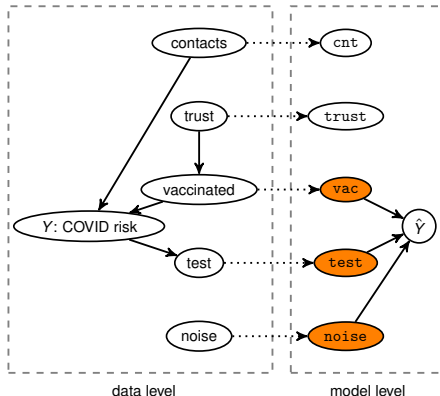 contacts
cnt
trust
trust
vaccinated
vac
Y: COVID risk
Ŷ
test
test
noise
noise
data level
model level